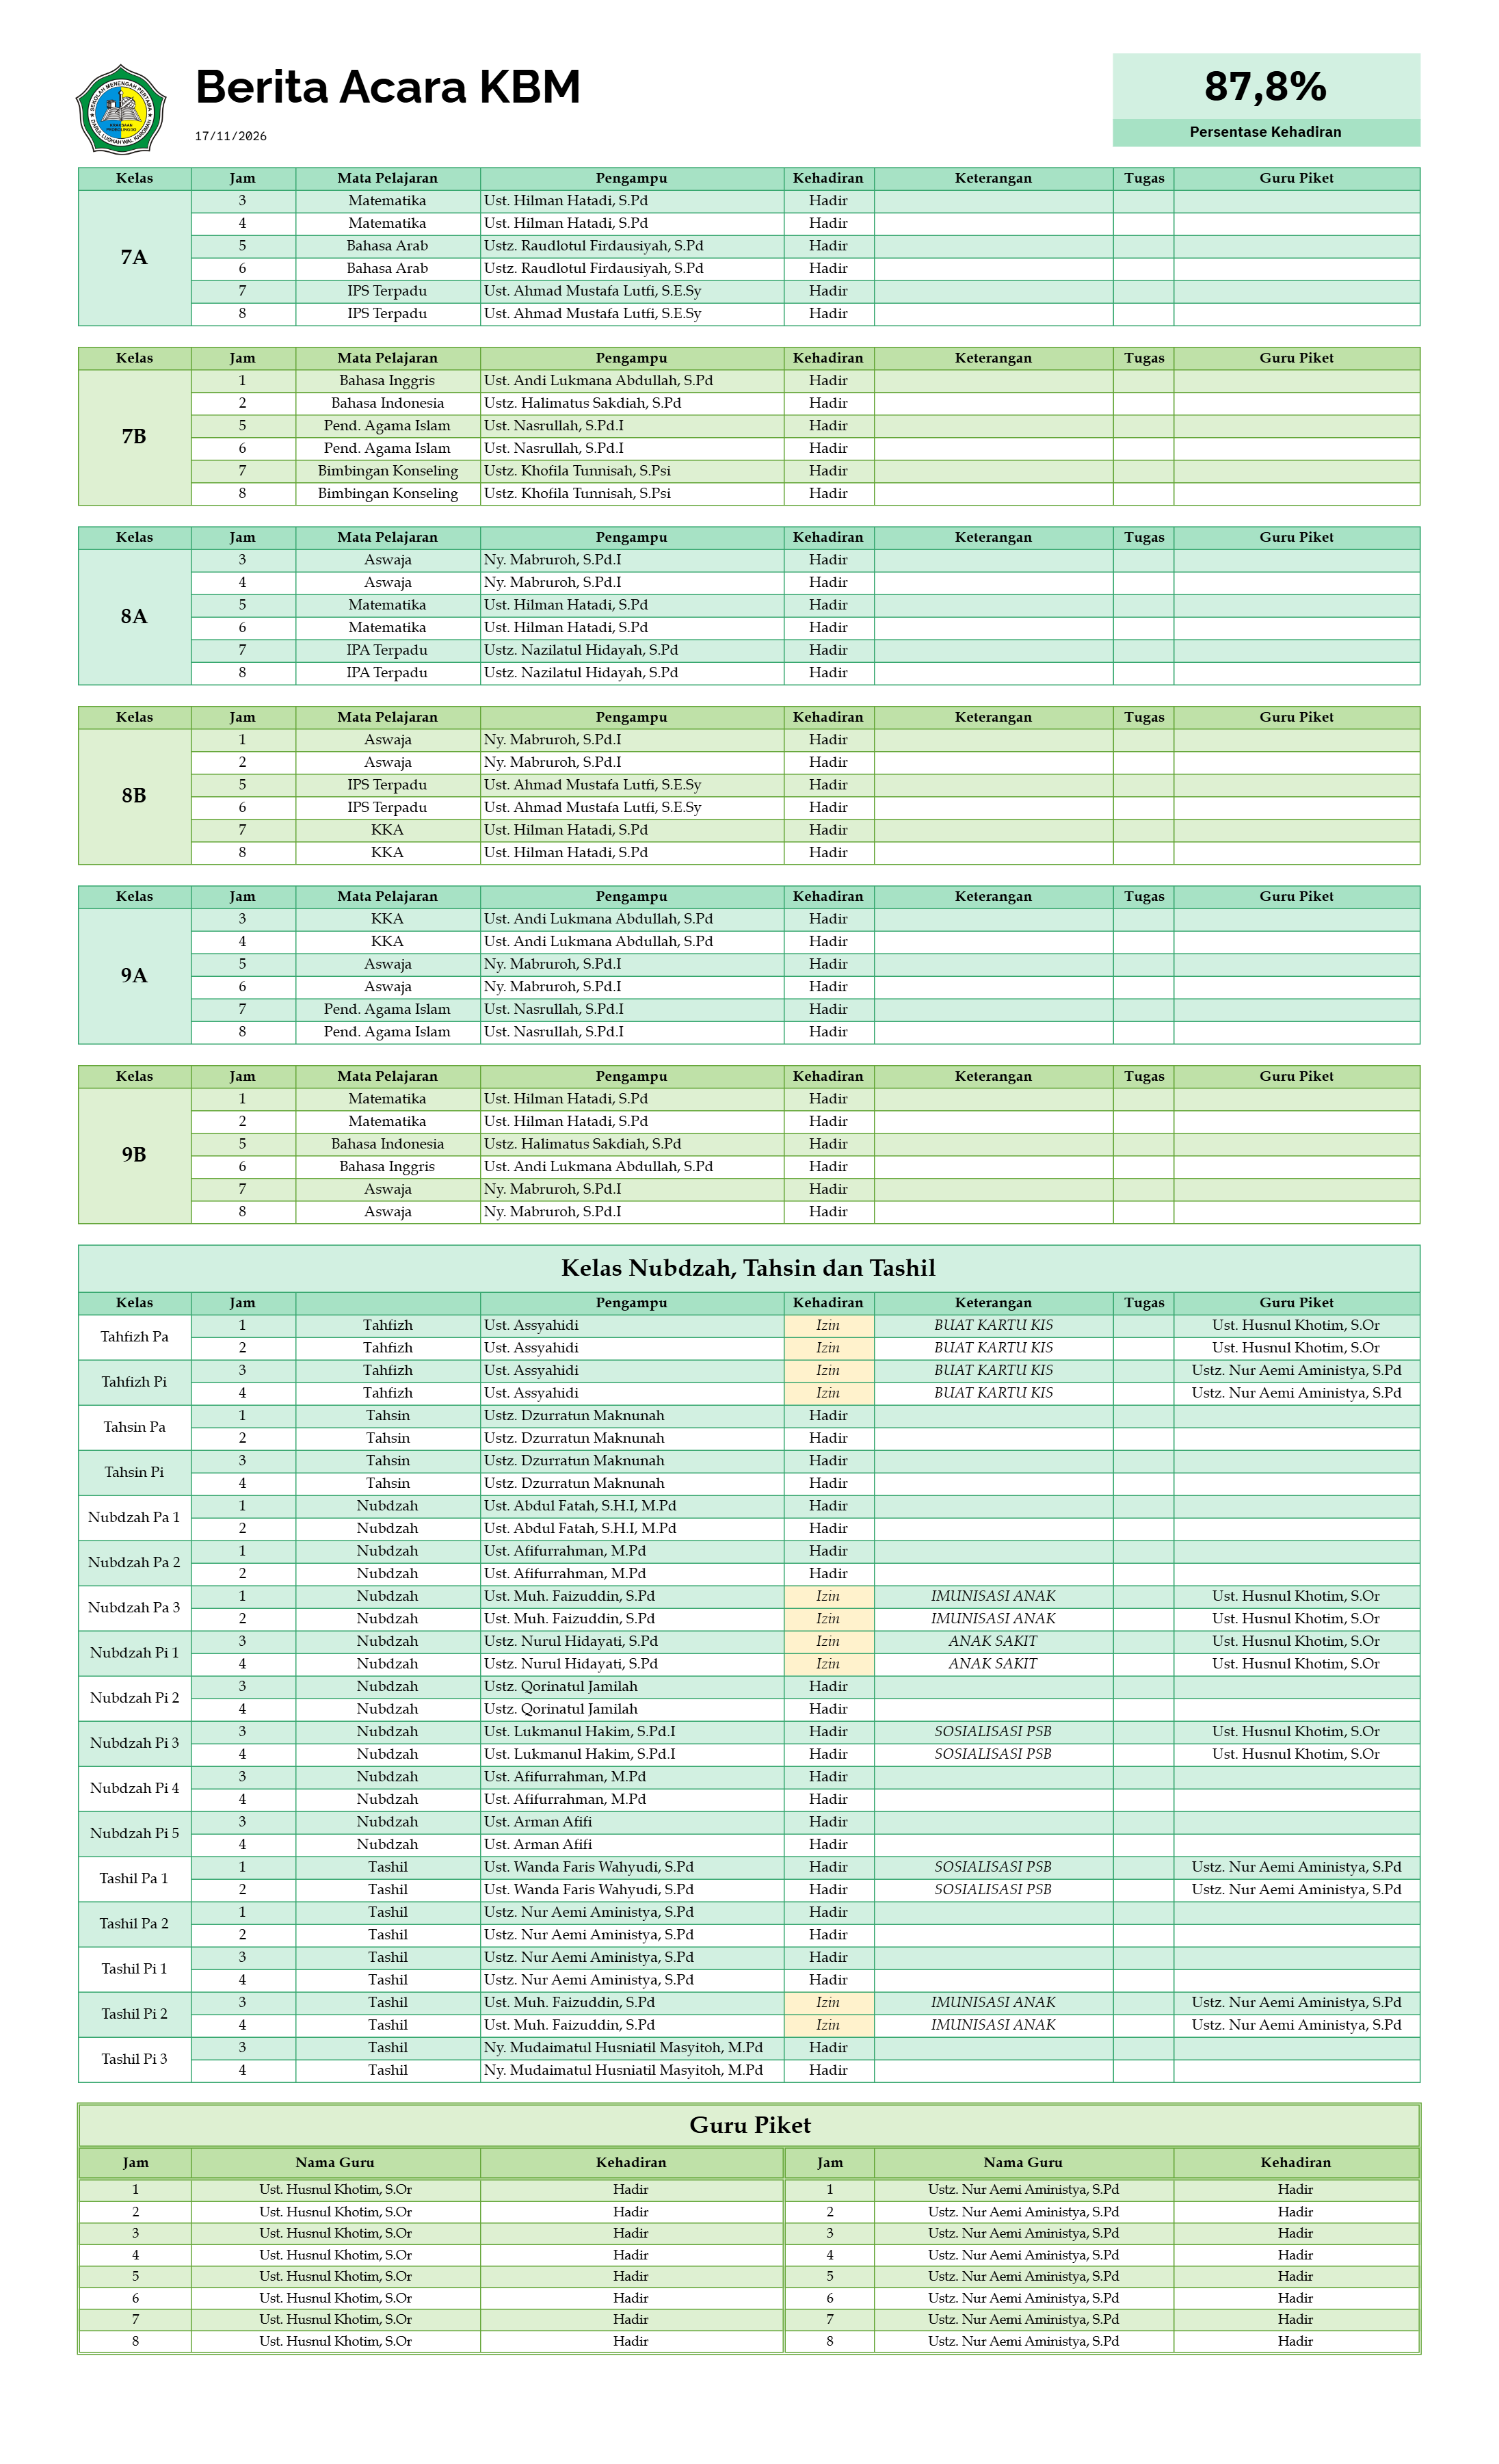 SEKOLAH MENENGAH PERTAMA
DARUL LUGHAH WAL KAROMAH
KRAKSAAN
PROBOLINGGO
Berita Acara KBM
17/11/2026
87,8%
Persentase Kehadiran
Kelas Jam Mata Pelajaran Pengampu Kehadiran Keterangan Tugas Guru Piket
7A
3 Matematika Ust. Hilman Hatadi, S.Pd Hadir
4 Matematika Ust. Hilman Hatadi, S.Pd Hadir
5 Bahasa Arab Ustz. Raudlotul Firdausiyah, S.Pd Hadir
6 Bahasa Arab Ustz. Raudlotul Firdausiyah, S.Pd Hadir
7 IPS Terpadu Ust. Ahmad Mustafa Lutfi, S.E.Sy Hadir
8 IPS Terpadu Ust. Ahmad Mustafa Lutfi, S.E.Sy Hadir
Kelas Jam Mata Pelajaran Pengampu Kehadiran Keterangan Tugas Guru Piket
7B
1 Bahasa Inggris Ust. Andi Lukmana Abdullah, S.Pd Hadir
2 Bahasa Indonesia Ustz. Halimatus Sakdiah, S.Pd Hadir
5 Pend. Agama Islam Ust. Nasrullah, S.Pd.I Hadir
6 Pend. Agama Islam Ust. Nasrullah, S.Pd.I Hadir
7 Bimbingan Konseling Ustz. Khofila Tunnisah, S.Psi Hadir
8 Bimbingan Konseling Ustz. Khofila Tunnisah, S.Psi Hadir
Kelas Jam Mata Pelajaran Pengampu Kehadiran Keterangan Tugas Guru Piket
8A
3 Aswaja Ny. Mabruroh, S.Pd.I Hadir
4 Aswaja Ny. Mabruroh, S.Pd.I Hadir
5 Matematika Ust. Hilman Hatadi, S.Pd Hadir
6 Matematika Ust. Hilman Hatadi, S.Pd Hadir
7 IPA Terpadu Ustz. Nazilatul Hidayah, S.Pd Hadir
8 IPA Terpadu Ustz. Nazilatul Hidayah, S.Pd Hadir
Kelas Jam Mata Pelajaran Pengampu Kehadiran Keterangan Tugas Guru Piket
8B
1 Aswaja Ny. Mabruroh, S.Pd.I Hadir
2 Aswaja Ny. Mabruroh, S.Pd.I Hadir
5 IPS Terpadu Ust. Ahmad Mustafa Lutfi, S.E.Sy Hadir
6 IPS Terpadu Ust. Ahmad Mustafa Lutfi, S.E.Sy Hadir
7 KKA Ust. Hilman Hatadi, S.Pd Hadir
8 KKA Ust. Hilman Hatadi, S.Pd Hadir
Kelas Jam Mata Pelajaran Pengampu Kehadiran Keterangan Tugas Guru Piket
9A
3 KKA Ust. Andi Lukmana Abdullah, S.Pd Hadir
4 KKA Ust. Andi Lukmana Abdullah, S.Pd Hadir
5 Aswaja Ny. Mabruroh, S.Pd.I Hadir
6 Aswaja Ny. Mabruroh, S.Pd.I Hadir
7 Pend. Agama Islam Ust. Nasrullah, S.Pd.I Hadir
8 Pend. Agama Islam Ust. Nasrullah, S.Pd.I Hadir
Kelas Jam Mata Pelajaran Pengampu Kehadiran Keterangan Tugas Guru Piket
9B
1 Matematika Ust. Hilman Hatadi, S.Pd Hadir
2 Matematika Ust. Hilman Hatadi, S.Pd Hadir
5 Bahasa Indonesia Ustz. Halimatus Sakdiah, S.Pd Hadir
6 Bahasa Inggris Ust. Andi Lukmana Abdullah, S.Pd Hadir
7 Aswaja Ny. Mabruroh, S.Pd.I Hadir
8 Aswaja Ny. Mabruroh, S.Pd.I Hadir
Kelas Nubdzah, Tahsin dan Tashil
Kelas Jam Pengampu Kehadiran Keterangan Tugas Guru Piket
Tahfizh Pa
1 Tahfizh Ust. Assyahidi Izin BUAT KARTU KIS Ust. Husnul Khotim, S.Or
2 Tahfizh Ust. Assyahidi Izin BUAT KARTU KIS Ust. Husnul Khotim, S.Or
Tahfizh Pi
3 Tahfizh Ust. Assyahidi Izin BUAT KARTU KIS Ustz. Nur Aemi Aministya, S.Pd
4 Tahfizh Ust. Assyahidi Izin BUAT KARTU KIS Ustz. Nur Aemi Aministya, S.Pd
Tahsin Pa
1 Tahsin Ustz. Dzurratun Maknunah Hadir
2 Tahsin Ustz. Dzurratun Maknunah Hadir
Tahsin Pi
3 Tahsin Ustz. Dzurratun Maknunah Hadir
4 Tahsin Ustz. Dzurratun Maknunah Hadir
Nubdzah Pa 1
1 Nubdzah Ust. Abdul Fatah, S.H.I, M.Pd Hadir
2 Nubdzah Ust. Abdul Fatah, S.H.I, M.Pd Hadir
Nubdzah Pa 2
1 Nubdzah Ust. Afifurrahman, M.Pd Hadir
2 Nubdzah Ust. Afifurrahman, M.Pd Hadir
Nubdzah Pa 3
1 Nubdzah Ust. Muh. Faizuddin, S.Pd Izin IMUNISASI ANAK Ust. Husnul Khotim, S.Or
2 Nubdzah Ust. Muh. Faizuddin, S.Pd Izin IMUNISASI ANAK Ust. Husnul Khotim, S.Or
Nubdzah Pi 1
3 Nubdzah Ustz. Nurul Hidayati, S.Pd Izin ANAK SAKIT Ust. Husnul Khotim, S.Or
4 Nubdzah Ustz. Nurul Hidayati, S.Pd Izin ANAK SAKIT Ust. Husnul Khotim, S.Or
Nubdzah Pi 2
3 Nubdzah Ustz. Qorinatul Jamilah Hadir
4 Nubdzah Ustz. Qorinatul Jamilah Hadir
Nubdzah Pi 3
3 Nubdzah Ust. Lukmanul Hakim, S.Pd.I Hadir SOSIALISASI PSB Ust. Husnul Khotim, S.Or
4 Nubdzah Ust. Lukmanul Hakim, S.Pd.I Hadir SOSIALISASI PSB Ust. Husnul Khotim, S.Or
Nubdzah Pi 4
3 Nubdzah Ust. Afifurrahman, M.Pd Hadir
4 Nubdzah Ust. Afifurrahman, M.Pd Hadir
Nubdzah Pi 5
3 Nubdzah Ust. Arman Afifi Hadir
4 Nubdzah Ust. Arman Afifi Hadir
Tashil Pa 1
1 Tashil Ust. Wanda Faris Wahyudi, S.Pd Hadir SOSIALISASI PSB Ustz. Nur Aemi Aministya, S.Pd
2 Tashil Ust. Wanda Faris Wahyudi, S.Pd Hadir SOSIALISASI PSB Ustz. Nur Aemi Aministya, S.Pd
Tashil Pa 2
1 Tashil Ustz. Nur Aemi Aministya, S.Pd Hadir
2 Tashil Ustz. Nur Aemi Aministya, S.Pd Hadir
Tashil Pi 1
3 Tashil Ustz. Nur Aemi Aministya, S.Pd Hadir
4 Tashil Ustz. Nur Aemi Aministya, S.Pd Hadir
Tashil Pi 2
3 Tashil Ust. Muh. Faizuddin, S.Pd Izin IMUNISASI ANAK Ustz. Nur Aemi Aministya, S.Pd
4 Tashil Ust. Muh. Faizuddin, S.Pd Izin IMUNISASI ANAK Ustz. Nur Aemi Aministya, S.Pd
Tashil Pi 3
3 Tashil Ny. Mudaimatul Husniatil Masyitoh, M.Pd Hadir
4 Tashil Ny. Mudaimatul Husniatil Masyitoh, M.Pd Hadir
Guru Piket
Jam Nama Guru Kehadiran Jam Nama Guru Kehadiran
1 Ust. Husnul Khotim, S.Or Hadir 1 Ustz. Nur Aemi Aministya, S.Pd Hadir
2 Ust. Husnul Khotim, S.Or Hadir 2 Ustz. Nur Aemi Aministya, S.Pd Hadir
3 Ust. Husnul Khotim, S.Or Hadir 3 Ustz. Nur Aemi Aministya, S.Pd Hadir
4 Ust. Husnul Khotim, S.Or Hadir 4 Ustz. Nur Aemi Aministya, S.Pd Hadir
5 Ust. Husnul Khotim, S.Or Hadir 5 Ustz. Nur Aemi Aministya, S.Pd Hadir
6 Ust. Husnul Khotim, S.Or Hadir 6 Ustz. Nur Aemi Aministya, S.Pd Hadir
7 Ust. Husnul Khotim, S.Or Hadir 7 Ustz. Nur Aemi Aministya, S.Pd Hadir
8 Ust. Husnul Khotim, S.Or Hadir 8 Ustz. Nur Aemi Aministya, S.Pd Hadir